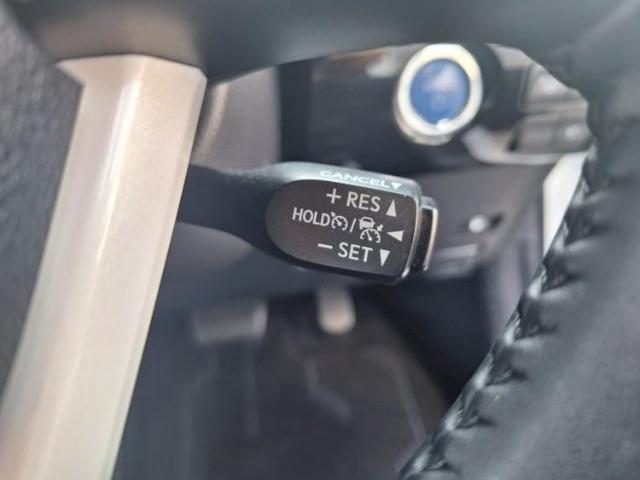 CANCEL▼
+ RES ▲
HOLD / ◀
− SET ▼